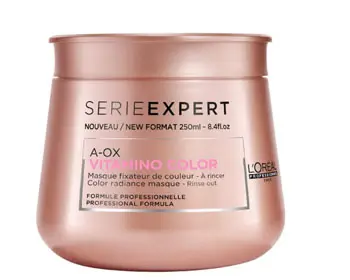 SERIEEXPERT
NOUVEAU / NEW FORMAT 250ml - 8.4fl.oz
A-OX
VITAMINO COLOR
Masque fixateur de couleur - À rincer
Color radiance masque - Rinse out
L'ORÉAL
PROFESSIONNEL
PARIS
FORMULE PROFESSIONNELLE
PROFESSIONAL FORMULA